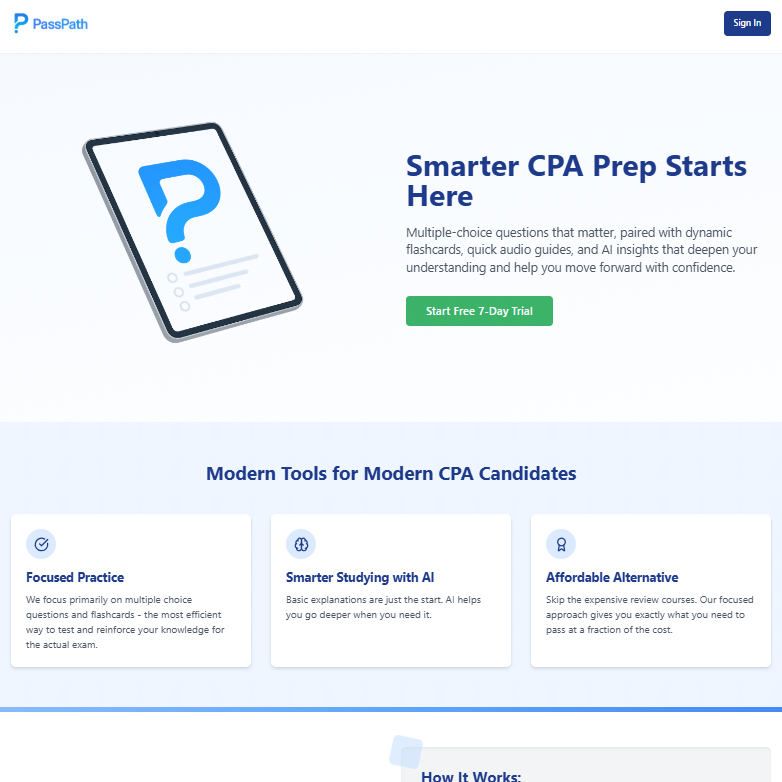 PassPath
Sign In
Smarter CPA Prep Starts
Here
Multiple-choice questions that matter, paired with dynamic
flashcards, quick audio guides, and AI insights that deepen your
understanding and help you move forward with confidence.
Start Free 7-Day Trial
Modern Tools for Modern CPA Candidates
Focused Practice
We focus primarily on multiple choice
questions and flashcards - the most efficient
way to test and reinforce your knowledge for
the actual exam.
Smarter Studying with AI
Basic explanations are just the start. AI helps
you go deeper when you need it.
Affordable Alternative
Skip the expensive review courses. Our focused
approach gives you exactly what you need to
pass at a fraction of the cost.
How It Works: